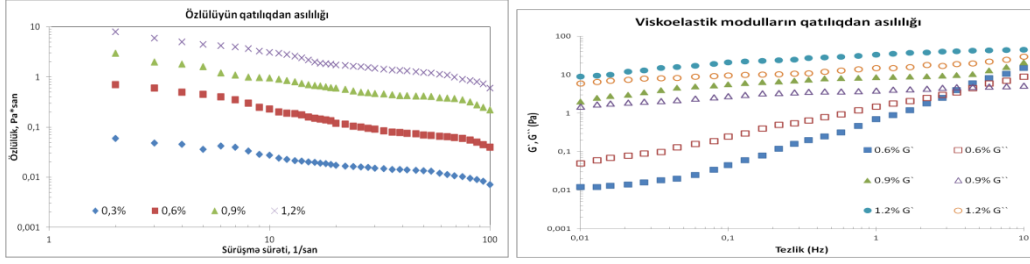 Özlülüyün qatılıqdan asılılığı
Özlülük, Pa*san
10
1
0,1
0,01
0,001
0,3% 0,6% 0,9% 1,2%
1 10 100
Sürüşmə sürəti, 1/san
Viskoelastik modulların qatılıqdan asılılığı
G`, G`` (Pa)
100
10
1
0,1
0,01
0,001
0.6% G` 0.6% G``
0.9% G` 0.9% G``
1.2% G` 1.2% G``
0,01 0,1 1 10
Tezlik (Hz)